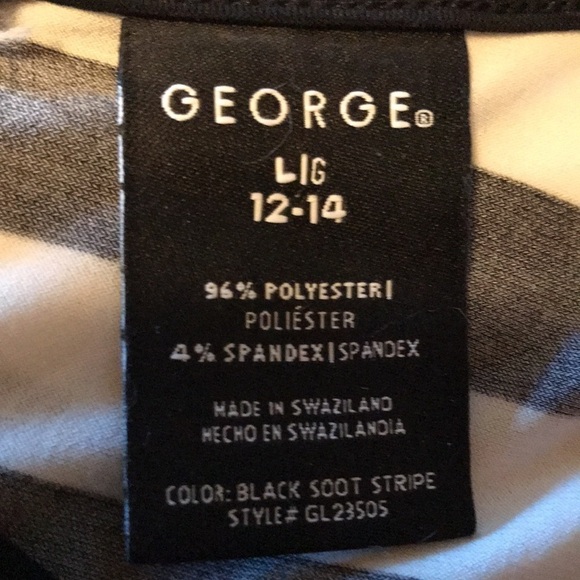 GEORGE®
L|G
12-14
96% POLYESTER|
POLIÉSTER
4% SPANDEX|SPANDEX
MADE IN SWAZILAND
HECHO EN SWAZILANDIA
COLOR: BLACK SOOT STRIPE
STYLE# GL23505